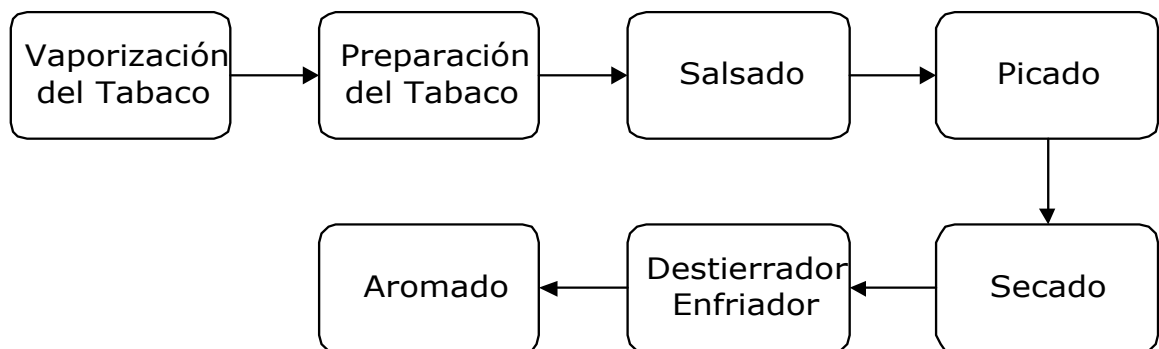 Vaporización
del Tabaco
Preparación
del Tabaco
Salsado
Picado
Aromado
Destierrador
Enfriador
Secado